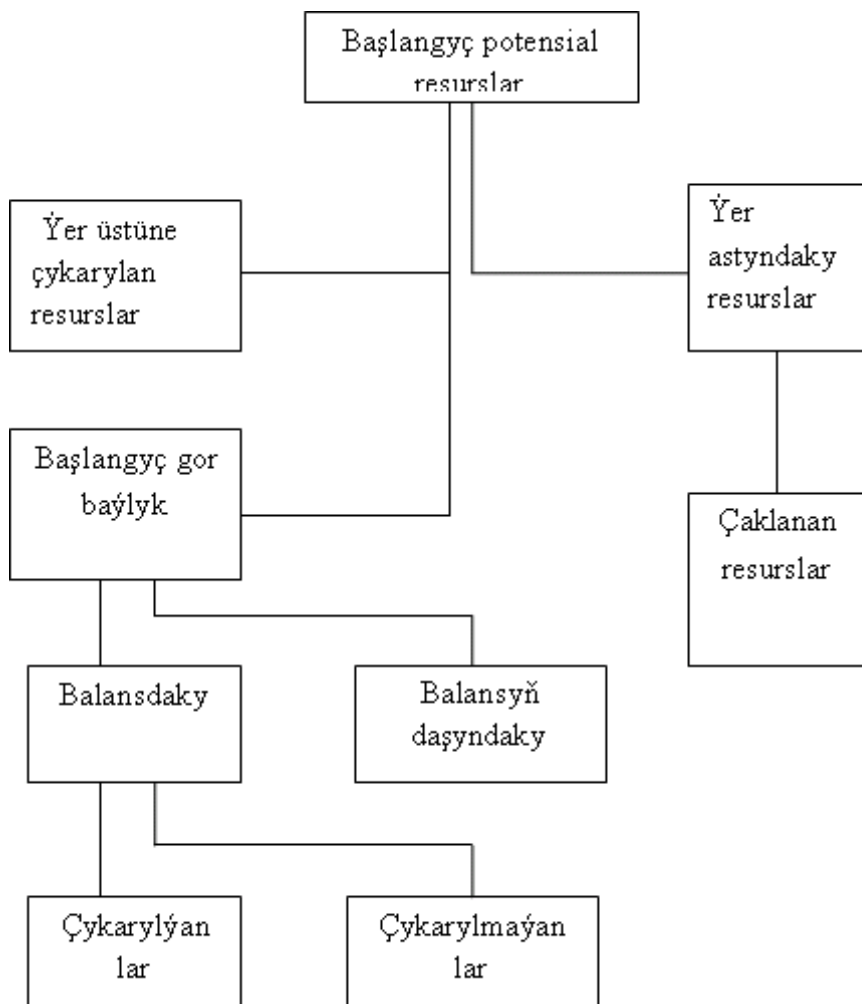 Başlangyç potensial
resurslar
Ýer üstüne
çykarylan
resurslar
Ýer
astyndaky
resurslar
Başlangyç gor
baýlyk
Çaklanan
resurslar
Balansdaky
Balansyň
daşyndaky
Çykarylýan
lar
Çykarylmaýan
lar